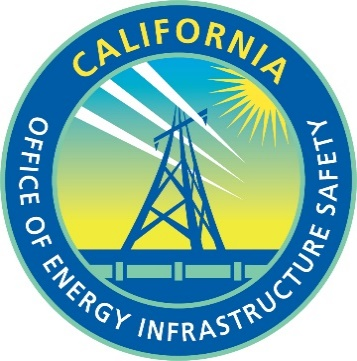 CALIFORNIA
OFFICE OF ENERGY INFRASTRUCTURE SAFETY